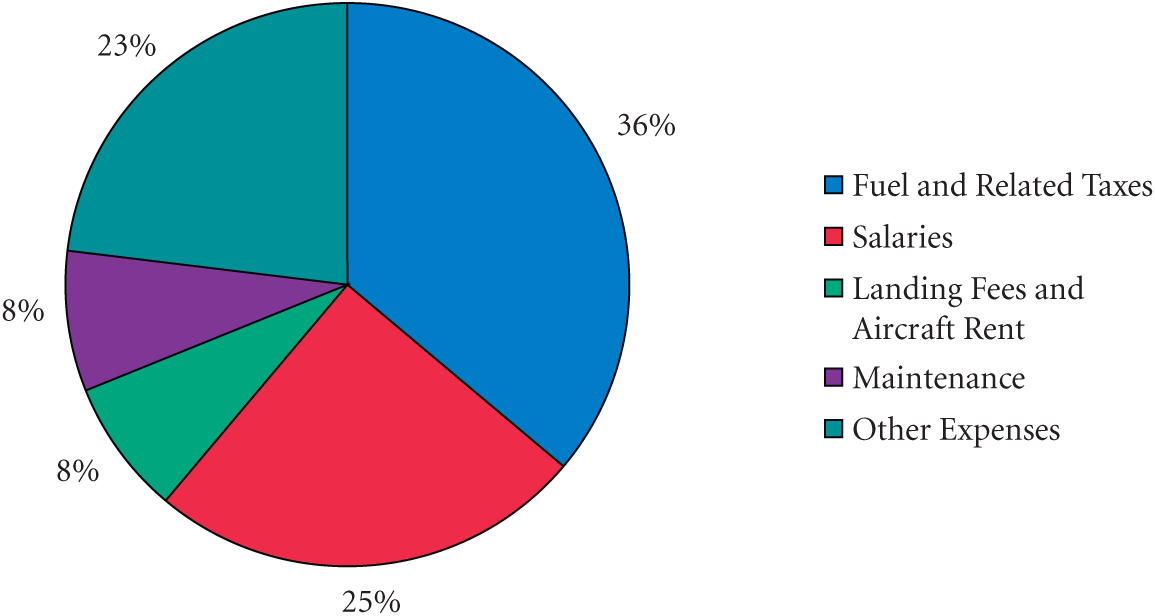 23%
36%
8%
8%
25%
Fuel and Related Taxes
Salaries
Landing Fees and
Aircraft Rent
Maintenance
Other Expenses